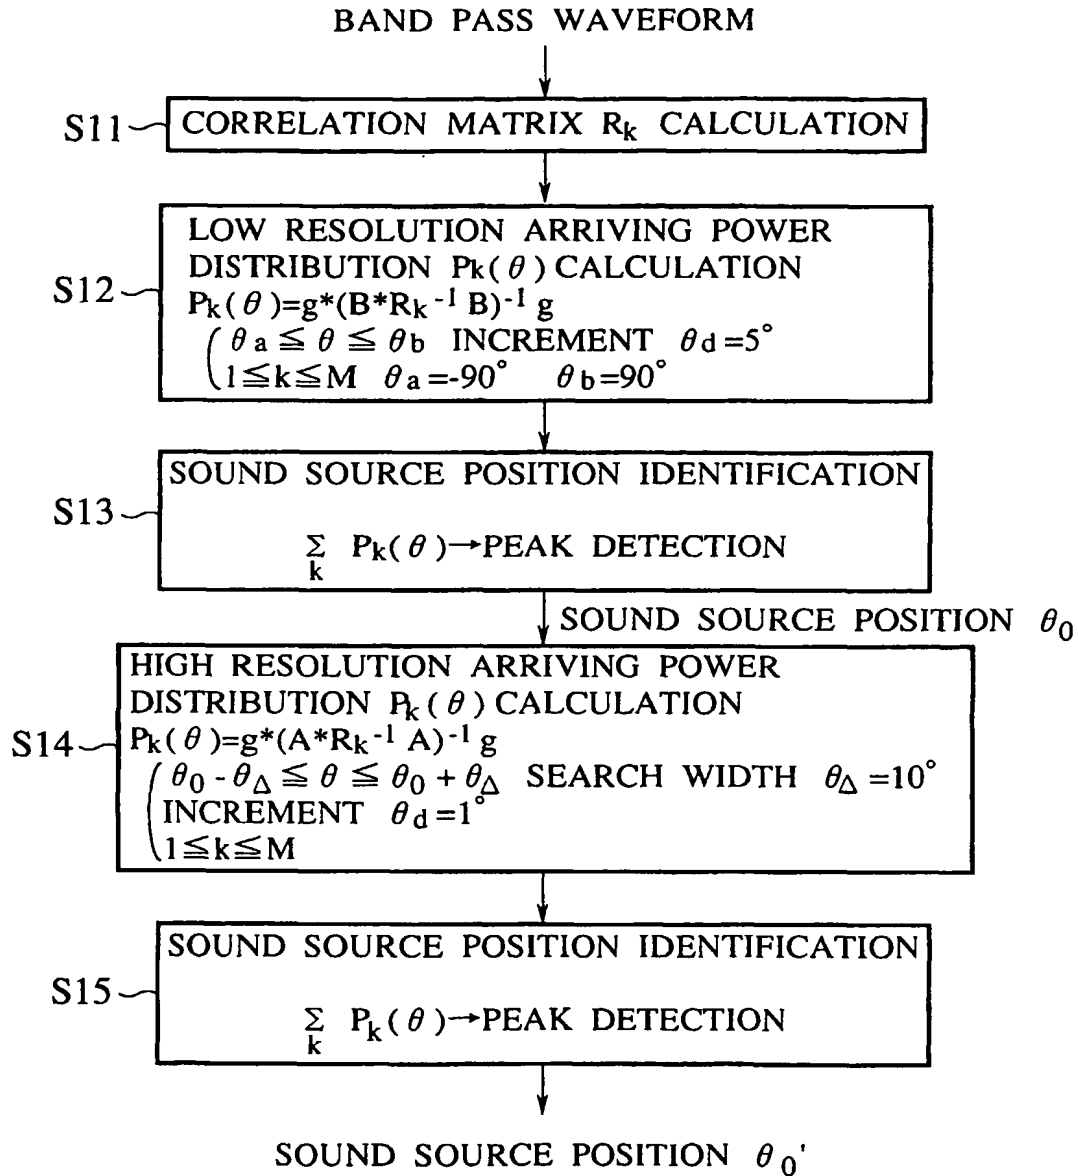 BAND PASS WAVEFORM
S11 CORRELATION MATRIX Rk CALCULATION
LOW RESOLUTION ARRIVING POWER
DISTRIBUTION Pk(θ) CALCULATION
S12
Pk(θ)=g*(B*Rk⁻¹ B)⁻¹ g
θa ≦ θ ≦ θb INCREMENT θd=5°
1≦k≦M θa=-90° θb=90°
SOUND SOURCE POSITION IDENTIFICATION
S13
Σ Pk(θ)→PEAK DETECTION
k
SOUND SOURCE POSITION θ0
HIGH RESOLUTION ARRIVING POWER
DISTRIBUTION Pk(θ) CALCULATION
S14 Pk(θ)=g*(A*Rk⁻¹ A)⁻¹ g
θ0 - θΔ ≦ θ ≦ θ0 + θΔ SEARCH WIDTH θΔ=10°
INCREMENT θd=1°
1≦k≦M
SOUND SOURCE POSITION IDENTIFICATION
S15
Σ Pk(θ)→PEAK DETECTION
k
SOUND SOURCE POSITION θ0'